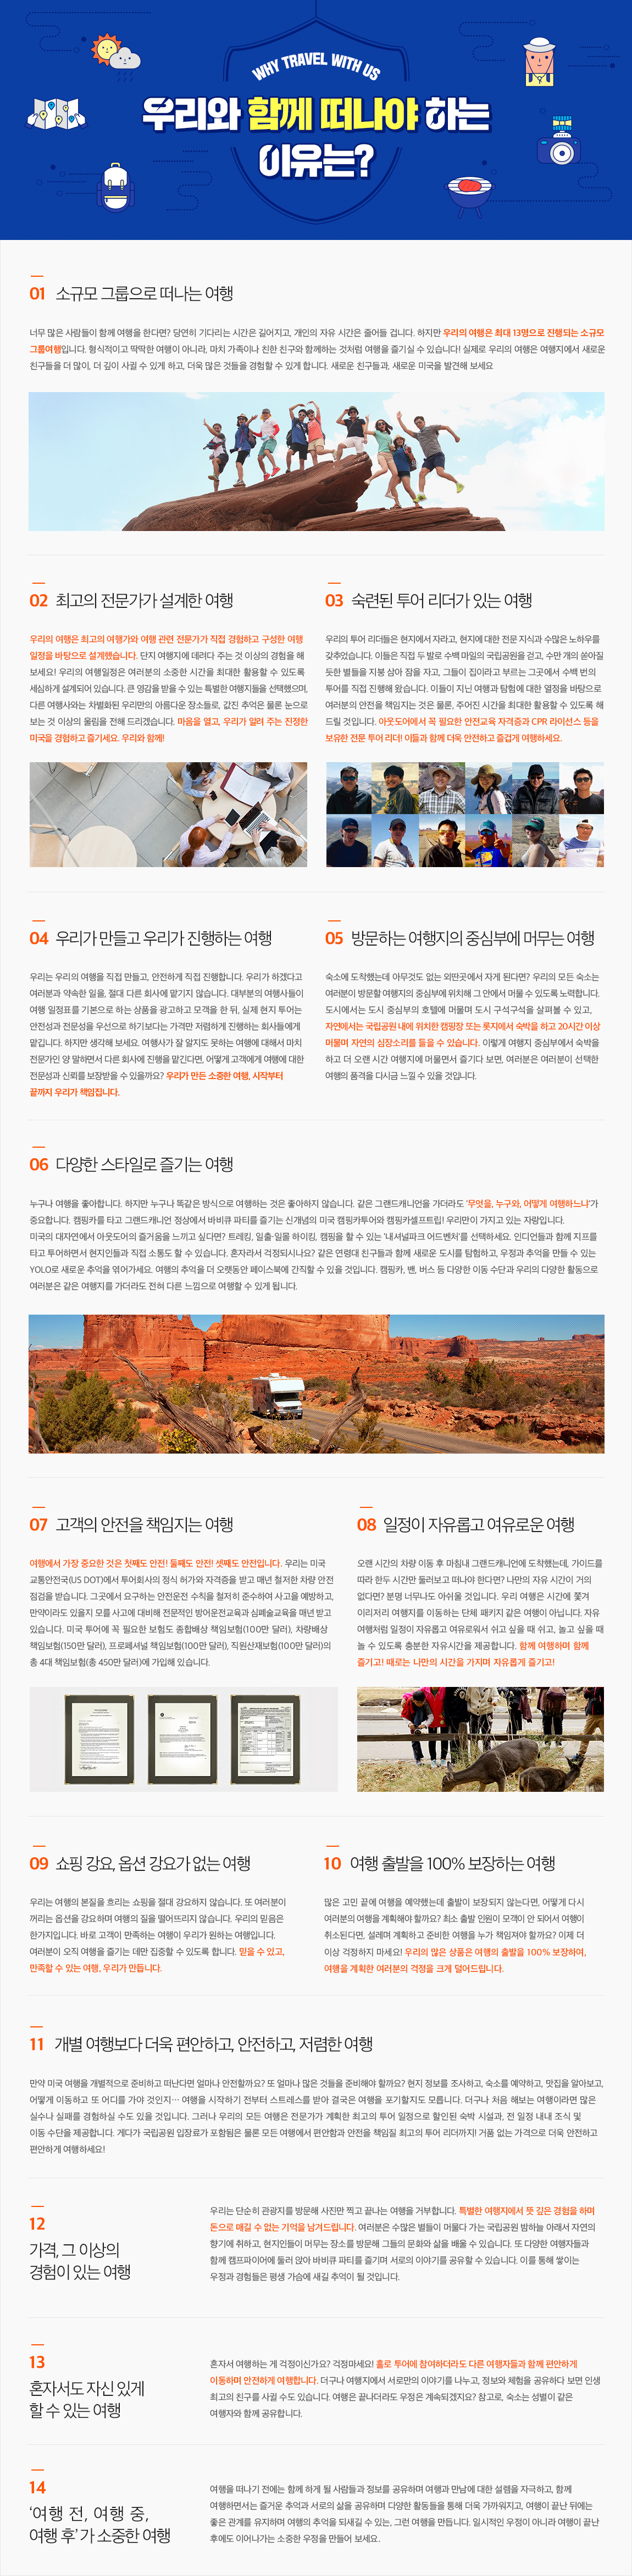 WHY TRAVEL WITH US
우리와 함께 떠나야 하는
이유는?
01 소규모 그룹으로 떠나는 여행
너무 많은 사람들이 함께 여행을 한다면? 당연히 기다리는 시간은 길어지고, 개인의 자유 시간은 줄어들 겁니다. 하지만 우리의 여행은 최대 13명으로 진행되는 소규모
그룹여행입니다. 형식적이고 딱딱한 여행이 아니라, 마치 가족이나 친한 친구와 함께하는 것처럼 여행을 즐기실 수 있습니다! 실제로 우리의 여행은 여행지에서 새로운
친구들을 더 많이, 더 깊이 사귈 수 있게 하고, 더욱 많은 것들을 경험할 수 있게 합니다. 새로운 친구들과, 새로운 미국을 발견해 보세요
02 최고의 전문가가 설계한 여행
우리의 여행은 최고의 여행가와 여행 관련 전문가가 직접 경험하고 구성한 여행
일정을 바탕으로 설계했습니다. 단지 여행지에 데려다 주는 것 이상의 경험을 해
보세요! 우리의 여행일정은 여러분의 소중한 시간을 최대한 활용할 수 있도록
세심하게 설계되어 있습니다. 큰 영감을 받을 수 있는 특별한 여행지들을 선택했으며,
다른 여행사와는 차별화된 우리만의 아름다운 장소들로, 값진 추억은 물론 눈으로
보는 것 이상의 울림을 전해 드리겠습니다. 마음을 열고, 우리가 알려 주는 진정한
미국을 경험하고 즐기세요. 우리와 함께!
03 숙련된 투어 리더가 있는 여행
우리의 투어 리더들은 현지에서 자라고, 현지에 대한 전문 지식과 수많은 노하우를
갖추었습니다. 이들은 직접 두 발로 수백 마일의 국립공원을 걷고, 수만 개의 쏟아질
듯한 별들을 지붕 삼아 잠을 자고, 그들이 집이라고 부르는 그곳에서 수백 번의
투어를 직접 진행해 왔습니다. 이들이 지닌 여행과 탐험에 대한 열정을 바탕으로
여러분의 안전을 책임지는 것은 물론, 주어진 시간을 최대한 활용할 수 있도록 해
드릴 것입니다. 아웃도어에서 꼭 필요한 안전교육 자격증과 CPR 라이선스 등을
보유한 전문 투어 리더! 이들과 함께 더욱 안전하고 즐겁게 여행하세요.
04 우리가 만들고 우리가 진행하는 여행
우리는 우리의 여행을 직접 만들고, 안전하게 직접 진행합니다. 우리가 하겠다고
여러분과 약속한 일을, 절대 다른 회사에 맡기지 않습니다. 대부분의 여행사들이
여행 일정표를 기본으로 하는 상품을 광고하고 모객을 한 뒤, 실제 현지 투어는
안전성과 전문성을 우선으로 하기보다는 가격만 저렴하게 진행하는 회사들에게
맡깁니다. 하지만 생각해 보세요. 여행사가 잘 알지도 못하는 여행에 대해서 마치
전문가인 양 말하면서 다른 회사에 진행을 맡긴다면, 어떻게 고객에게 여행에 대한
전문성과 신뢰를 보장받을 수 있을까요? 우리가 만든 소중한 여행, 시작부터
끝까지 우리가 책임집니다.
05 방문하는 여행지의 중심부에 머무는 여행
숙소에 도착했는데 아무것도 없는 외딴곳에서 자게 된다면? 우리의 모든 숙소는
여러분이 방문할 여행지의 중심부에 위치해 그 안에서 머물 수 있도록 노력합니다.
도시에서는 도시 중심부의 호텔에 머물며 도시 구석구석을 살펴볼 수 있고,
자연에서는 국립공원 내에 위치한 캠핑장 또는 롯지에서 숙박을 하고 20시간 이상
머물며 자연의 심장소리를 들을 수 있습니다. 이렇게 여행지 중심부에서 숙박을
하고 더 오랜 시간 여행지에 머물면서 즐기다 보면, 여러분은 여러분이 선택한
여행의 품격을 다시금 느낄 수 있을 것입니다.
06 다양한 스타일로 즐기는 여행
누구나 여행을 좋아합니다. 하지만 누구나 똑같은 방식으로 여행하는 것은 좋아하지 않습니다. 같은 그랜드캐니언을 가더라도 '무엇을, 누구와, 어떻게 여행하느냐'가
중요합니다. 캠핑카를 타고 그랜드캐니언 정상에서 바비큐 파티를 즐기는 신개념의 미국 캠핑카투어와 캠핑카셀프트립! 우리만이 가지고 있는 자랑입니다.
미국의 대자연에서 아웃도어의 즐거움을 느끼고 싶다면? 트레킹, 일출·일몰 하이킹, 캠핑을 할 수 있는 '내셔널파크 어드벤처'를 선택하세요. 인디언들과 함께 지프를
타고 투어하면서 현지인들과 직접 소통도 할 수 있습니다. 혼자라서 걱정되시나요? 같은 연령대 친구들과 함께 새로운 도시를 탐험하고, 우정과 추억을 만들 수 있는
YOLO로 새로운 추억을 엮어가세요. 여행의 추억을 더 오랫동안 페이스북에 간직할 수 있을 것입니다. 캠핑카, 밴, 버스 등 다양한 이동 수단과 우리의 다양한 활동으로
여러분은 같은 여행지를 가더라도 전혀 다른 느낌으로 여행할 수 있게 됩니다.
07 고객의 안전을 책임지는 여행
여행에서 가장 중요한 것은 첫째도 안전! 둘째도 안전! 셋째도 안전입니다. 우리는 미국
교통안전국(US DOT)에서 투어회사의 정식 허가와 자격증을 받고 매년 철저한 차량 안전
점검을 받습니다. 그곳에서 요구하는 안전운전 수칙을 철저히 준수하여 사고를 예방하고,
만약이라도 있을지 모를 사고에 대비해 전문적인 방어운전교육과 심폐술교육을 매년 받고
있습니다. 미국 투어에 꼭 필요한 보험도 종합배상 책임보험(100만 달러), 차량배상
책임보험(150만 달러), 프로페셔널 책임보험(100만 달러), 직원산재보험(100만 달러)의
총 4대 책임보험(총 450만 달러)에 가입해 있습니다.
08 일정이 자유롭고 여유로운 여행
오랜 시간의 차량 이동 후 마침내 그랜드캐니언에 도착했는데, 가이드를
따라 한두 시간만 둘러보고 떠나야 한다면? 나만의 자유 시간이 거의
없다면? 분명 너무나도 아쉬울 것입니다. 우리 여행은 시간에 쫓겨
이리저리 여행지를 이동하는 단체 패키지 같은 여행이 아닙니다. 자유
여행처럼 일정이 자유롭고 여유로워서 쉬고 싶을 때 쉬고, 놀고 싶을 때
놀 수 있도록 충분한 자유시간을 제공합니다. 함께 여행하며 함께
즐기고! 때로는 나만의 시간을 가지며 자유롭게 즐기고!
09 쇼핑 강요, 옵션 강요가 없는 여행
우리는 여행의 본질을 흐리는 쇼핑을 절대 강요하지 않습니다. 또 여러분이
꺼리는 옵션을 강요하며 여행의 질을 떨어뜨리지 않습니다. 우리의 믿음은
한가지입니다. 바로 고객이 만족하는 여행이 우리가 원하는 여행입니다.
여러분이 오직 여행을 즐기는 데만 집중할 수 있도록 합니다. 믿을 수 있고,
만족할 수 있는 여행, 우리가 만듭니다.
10 여행 출발을 100% 보장하는 여행
많은 고민 끝에 여행을 예약했는데 출발이 보장되지 않는다면, 어떻게 다시
여러분의 여행을 계획해야 할까요? 최소 출발 인원이 모객이 안 되어서 여행이
취소된다면, 설레며 계획하고 준비한 여행을 누가 책임져야 할까요? 이제 더
이상 걱정하지 마세요! 우리의 많은 상품은 여행의 출발을 100% 보장하여,
여행을 계획한 여러분의 걱정을 크게 덜어드립니다.
11 개별 여행보다 더욱 편안하고, 안전하고, 저렴한 여행
만약 미국 여행을 개별적으로 준비하고 떠난다면 얼마나 안전할까요? 또 얼마나 많은 것들을 준비해야 할까요? 현지 정보를 조사하고, 숙소를 예약하고, 맛집을 알아보고,
어떻게 이동하고 또 어디를 가야 것인지… 여행을 시작하기 전부터 스트레스를 받아 결국은 여행을 포기할지도 모릅니다. 더구나 처음 해보는 여행이라면 많은
실수나 실패를 경험하실 수도 있을 것입니다. 그러나 우리의 모든 여행은 전문가가 계획한 최고의 투어 일정으로 할인된 숙박 시설과, 전 일정 내내 조식 및
이동 수단을 제공합니다. 게다가 국립공원 입장료가 포함됨은 물론 모든 여행에서 편안함과 안전을 책임질 최고의 투어 리더까지! 거품 없는 가격으로 더욱 안전하고
편안하게 여행하세요!
12
가격, 그 이상의
경험이 있는 여행
우리는 단순히 관광지를 방문해 사진만 찍고 끝나는 여행을 거부합니다. 특별한 여행지에서 뜻 깊은 경험을 하며
돈으로 매길 수 없는 기억을 남겨드립니다. 여러분은 수많은 별들이 머물다 가는 국립공원 밤하늘 아래서 자연의
향기에 취하고, 현지인들이 머무는 장소를 방문해 그들의 문화와 삶을 배울 수 있습니다. 또 다양한 여행자들과
함께 캠프파이어에 둘러 앉아 바비큐 파티를 즐기며 서로의 이야기를 공유할 수 있습니다. 이를 통해 쌓이는
우정과 경험들은 평생 가슴에 새길 추억이 될 것입니다.
13
혼자서도 자신 있게
할 수 있는 여행
혼자서 여행하는 게 걱정이신가요? 걱정마세요! 홀로 투어에 참여하더라도 다른 여행자들과 함께 편안하게
이동하며 안전하게 여행합니다. 더구나 여행지에서 서로만의 이야기를 나누고, 정보와 체험을 공유하다 보면 인생
최고의 친구를 사귈 수도 있습니다. 여행은 끝나더라도 우정은 계속되겠지요? 참고로, 숙소는 성별이 같은
여행자와 함께 공유합니다.
14
'여행 전, 여행 중,
여행 후'가 소중한 여행
여행을 떠나기 전에는 함께 하게 될 사람들과 정보를 공유하며 여행과 만남에 대한 설렘을 자극하고, 함께
여행하면서는 즐거운 추억과 서로의 삶을 공유하며 다양한 활동들을 통해 더욱 가까워지고, 여행이 끝난 뒤에는
좋은 관계를 유지하며 여행의 추억을 되새길 수 있는, 그런 여행을 만듭니다. 일시적인 우정이 아니라 여행이 끝난
후에도 이어나가는 소중한 우정을 만들어 보세요.